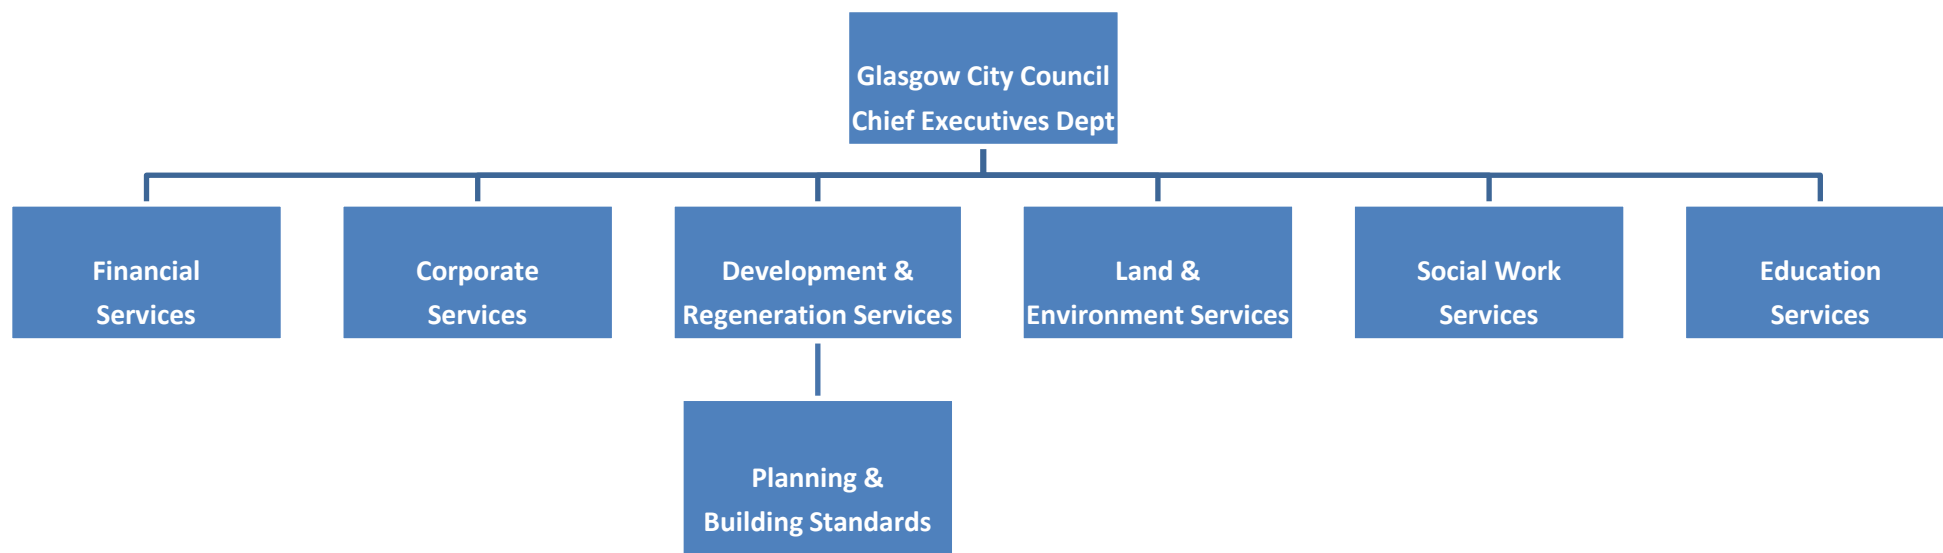 Glasgow City Council
Chief Executives Dept
Financial
Services
Corporate
Services
Development &
Regeneration Services
Land &
Environment Services
Social Work
Services
Education
Services
Planning &
Building Standards